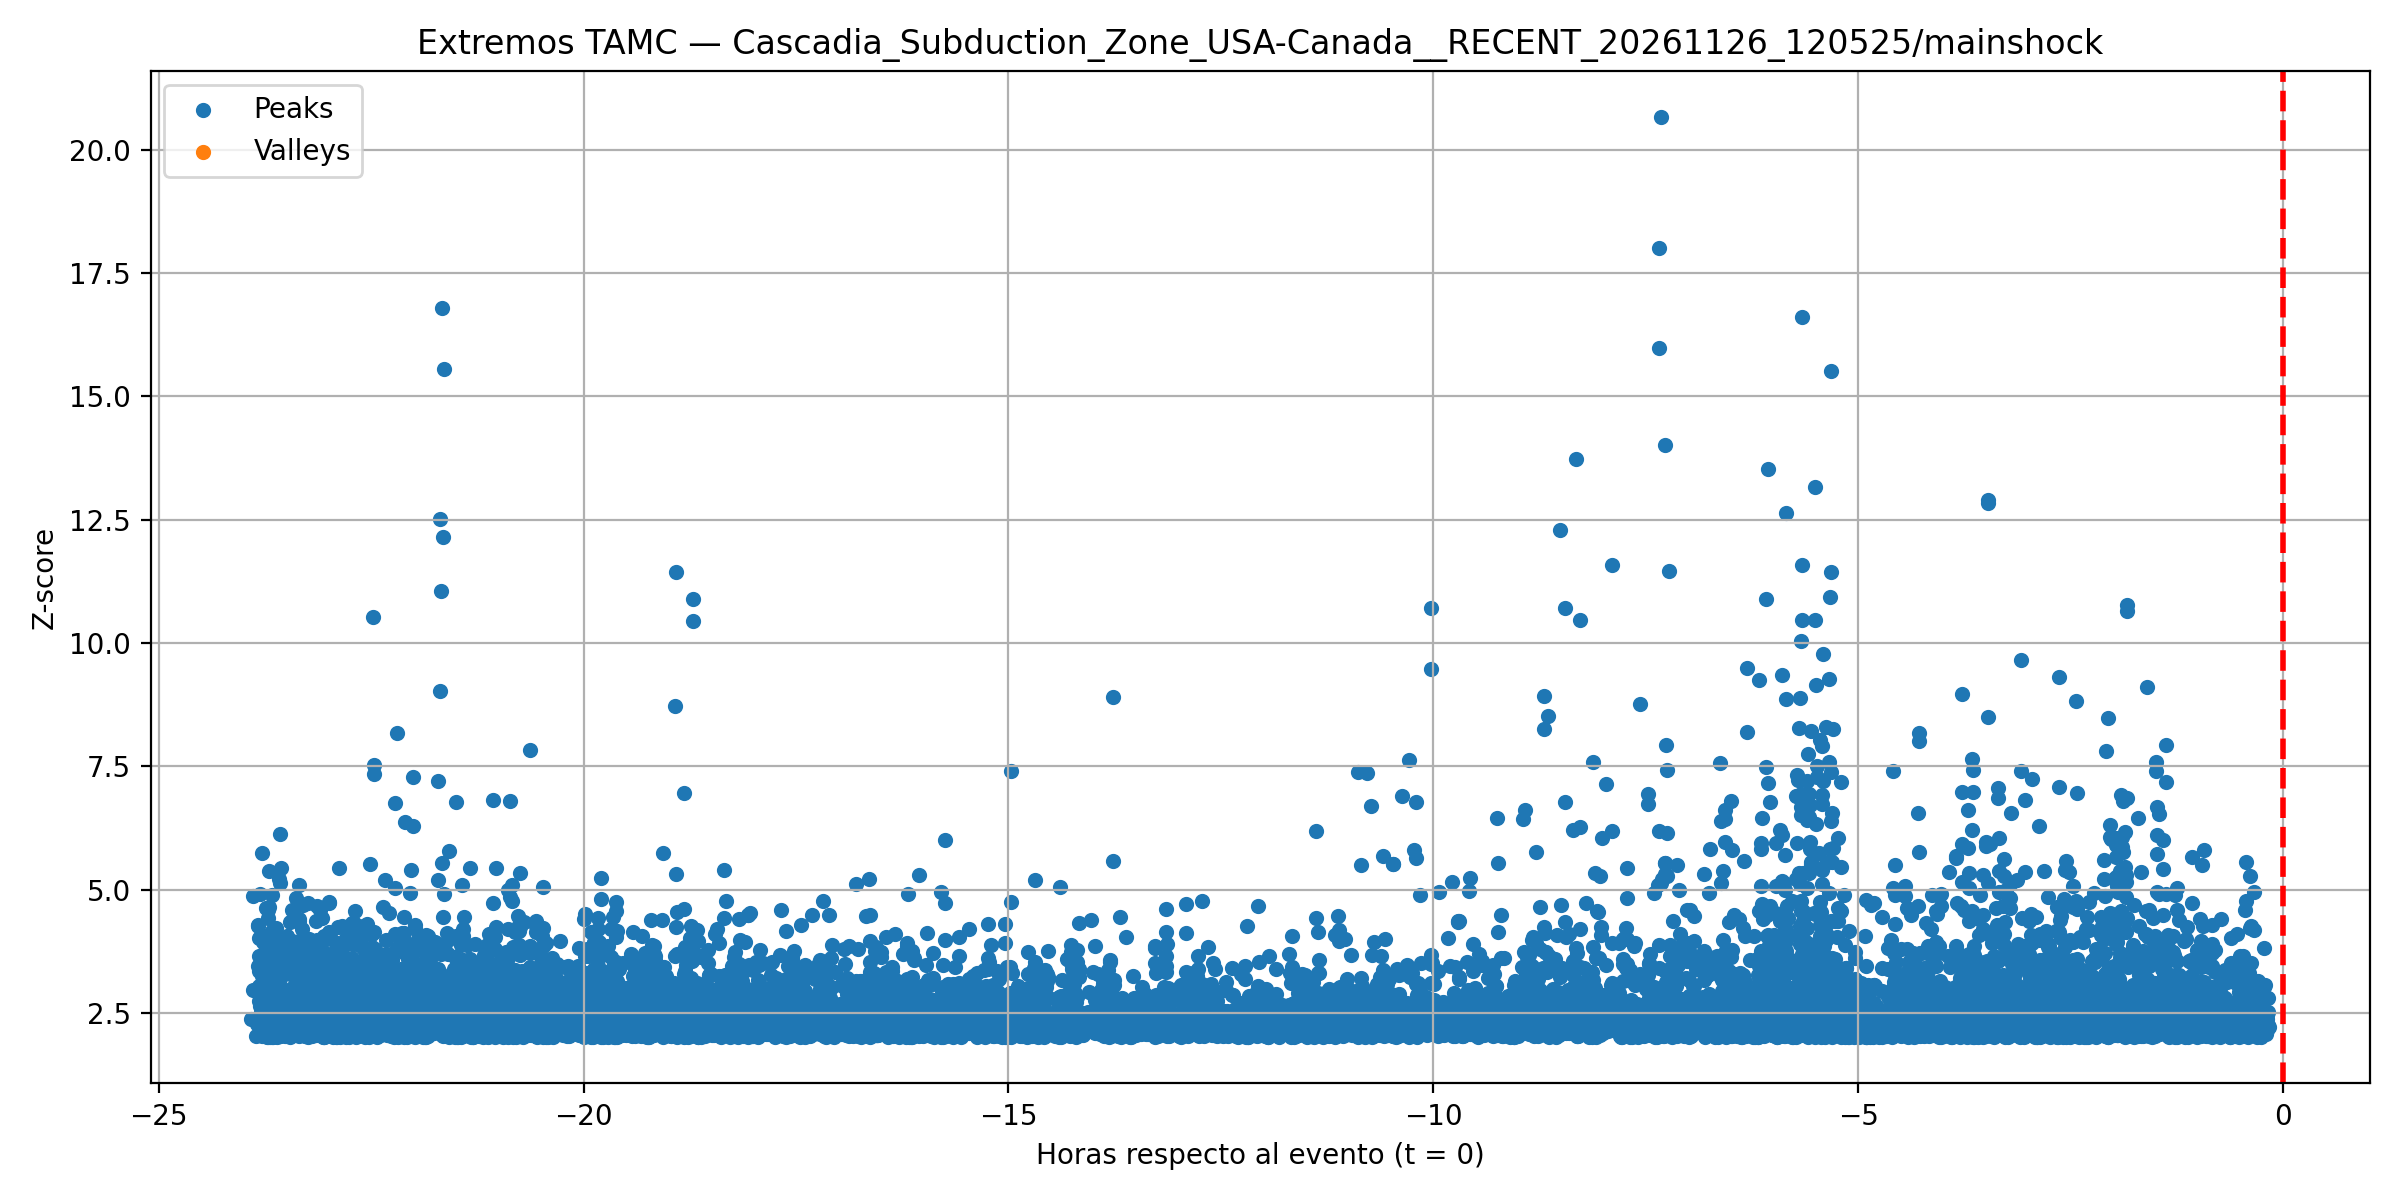 Extremos TAMC — Cascadia_Subduction_Zone_USA-Canada__RECENT_20261126_120525/mainshock
Peaks
Valleys
20.0
17.5
15.0
12.5
10.0
7.5
5.0
2.5
Z-score
−25
−20
−15
−10
−5
0
Horas respecto al evento (t = 0)